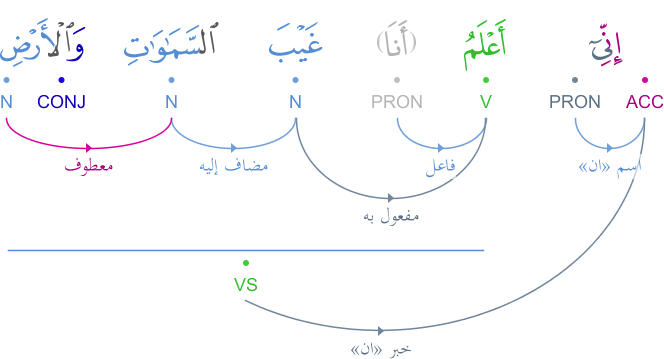 إِنِّىٓ أَعْلَمُ (أَنَا) غَيْبَ ٱلسَّمَٰوَٰتِ وَٱلْأَرْضِ
ACC PRON V PRON N N CONJ N
اسم «ان» فاعل مضاف إليه معطوف
مفعول به
VS
خبر «ان»